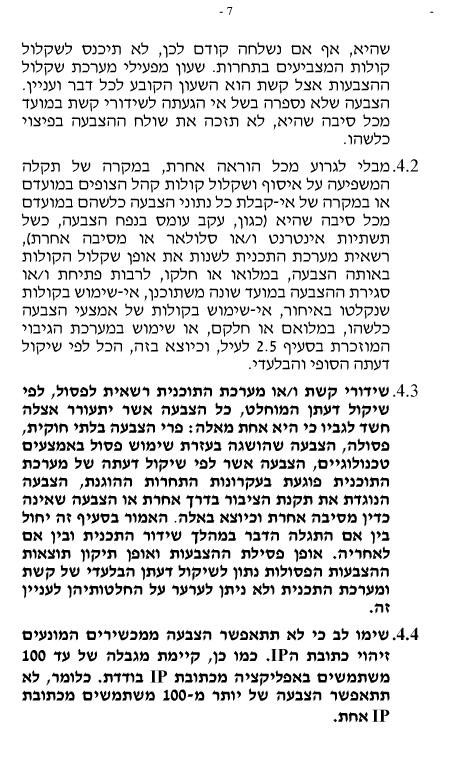 - 7 -
-
שהיא, אף אם נשלחה קודם לכן, לא תיכנס לשקלול
קולות המצביעים בתחרות. שעון מפעילי מערכת שקלול
ההצבעות אצל קשת הוא השעון הקובע לכל דבר ועניין.
הצבעה שלא נספרה בשל אי הגעתה לשידורי קשת במועד
מכל סיבה שהיא, לא תזכה את שולח ההצבעה בפיצוי
כלשהו.
4.2. מבלי לגרוע מכל הוראה אחרת, במקרה של תקלה
המשפיעה על איסוף ושקלול קולות קהל הצופים במועדם
או במקרה של אי-קבלת כל נתוני הצבעה כלשהם במועדם
מכל סיבה שהיא (כגון, עקב עומס בנפח הצבעה, כשל
תשתיות אינטרנט ו/או סלולאר או מסיבה אחרת),
רשאית מערכת התכנית לשנות את אופן שקלול הקולות
באותה הצבעה, במלואו או חלקו, לרבות פתיחת ו/או
סגירת ההצבעה במועד שונה משתוכנן, אי-שימוש בקולות
שנקלטו באיחור, אי-שימוש בקולות של אמצעי הצבעה
כלשהו, במלואם או חלקם, או שימוש במערכת הגיבוי
המוזכרת בסעיף 2.5 לעיל, וכיוצא בזה, הכל לפי שיקול
דעתה הסופי והבלעדי.
4.3. שידורי קשת ו/או מערכת התוכנית רשאית לפסול, לפי
שיקול דעתן המוחלט, כל הצבעה אשר יתעורר אצלה
חשד לגביו כי היא אחת מאלה: פרי הצבעה בלתי חוקית,
פסולה, הצבעה שהושגה בעזרת שימוש פסול באמצעים
טכנולוגיים, הצבעה אשר לפי שיקול דעתה של מערכת
התוכנית פוגעת בעקרונות התחרות ההוגנת, הצבעה
הנוגדת את תקנת הציבור בדרך אחרת או הצבעה שאינה
כדין מסיבה אחרת וכיוצא באלה. האמור בסעיף זה יחול
בין אם התגלה הדבר במהלך שידור התכנית ובין אם
לאחריה. אופן פסילת ההצבעות ואופן תיקון תוצאות
ההצבעות הפסולות נתון לשיקול דעתן הבלעדי של קשת
ומערכת התכנית ולא ניתן לערער על החלטותיהן לעניין
זה.
4.4. שימו לב כי לא תתאפשר הצבעה ממכשירים המונעים
זיהוי כתובת הIP. כמו כן, קיימת מגבלה של עד 100
משתמשים באפליקציה מכתובת IP בודדת. כלומר, לא
תתאפשר הצבעה של יותר מ-100 משתמשים מכתובת
IP אחת.